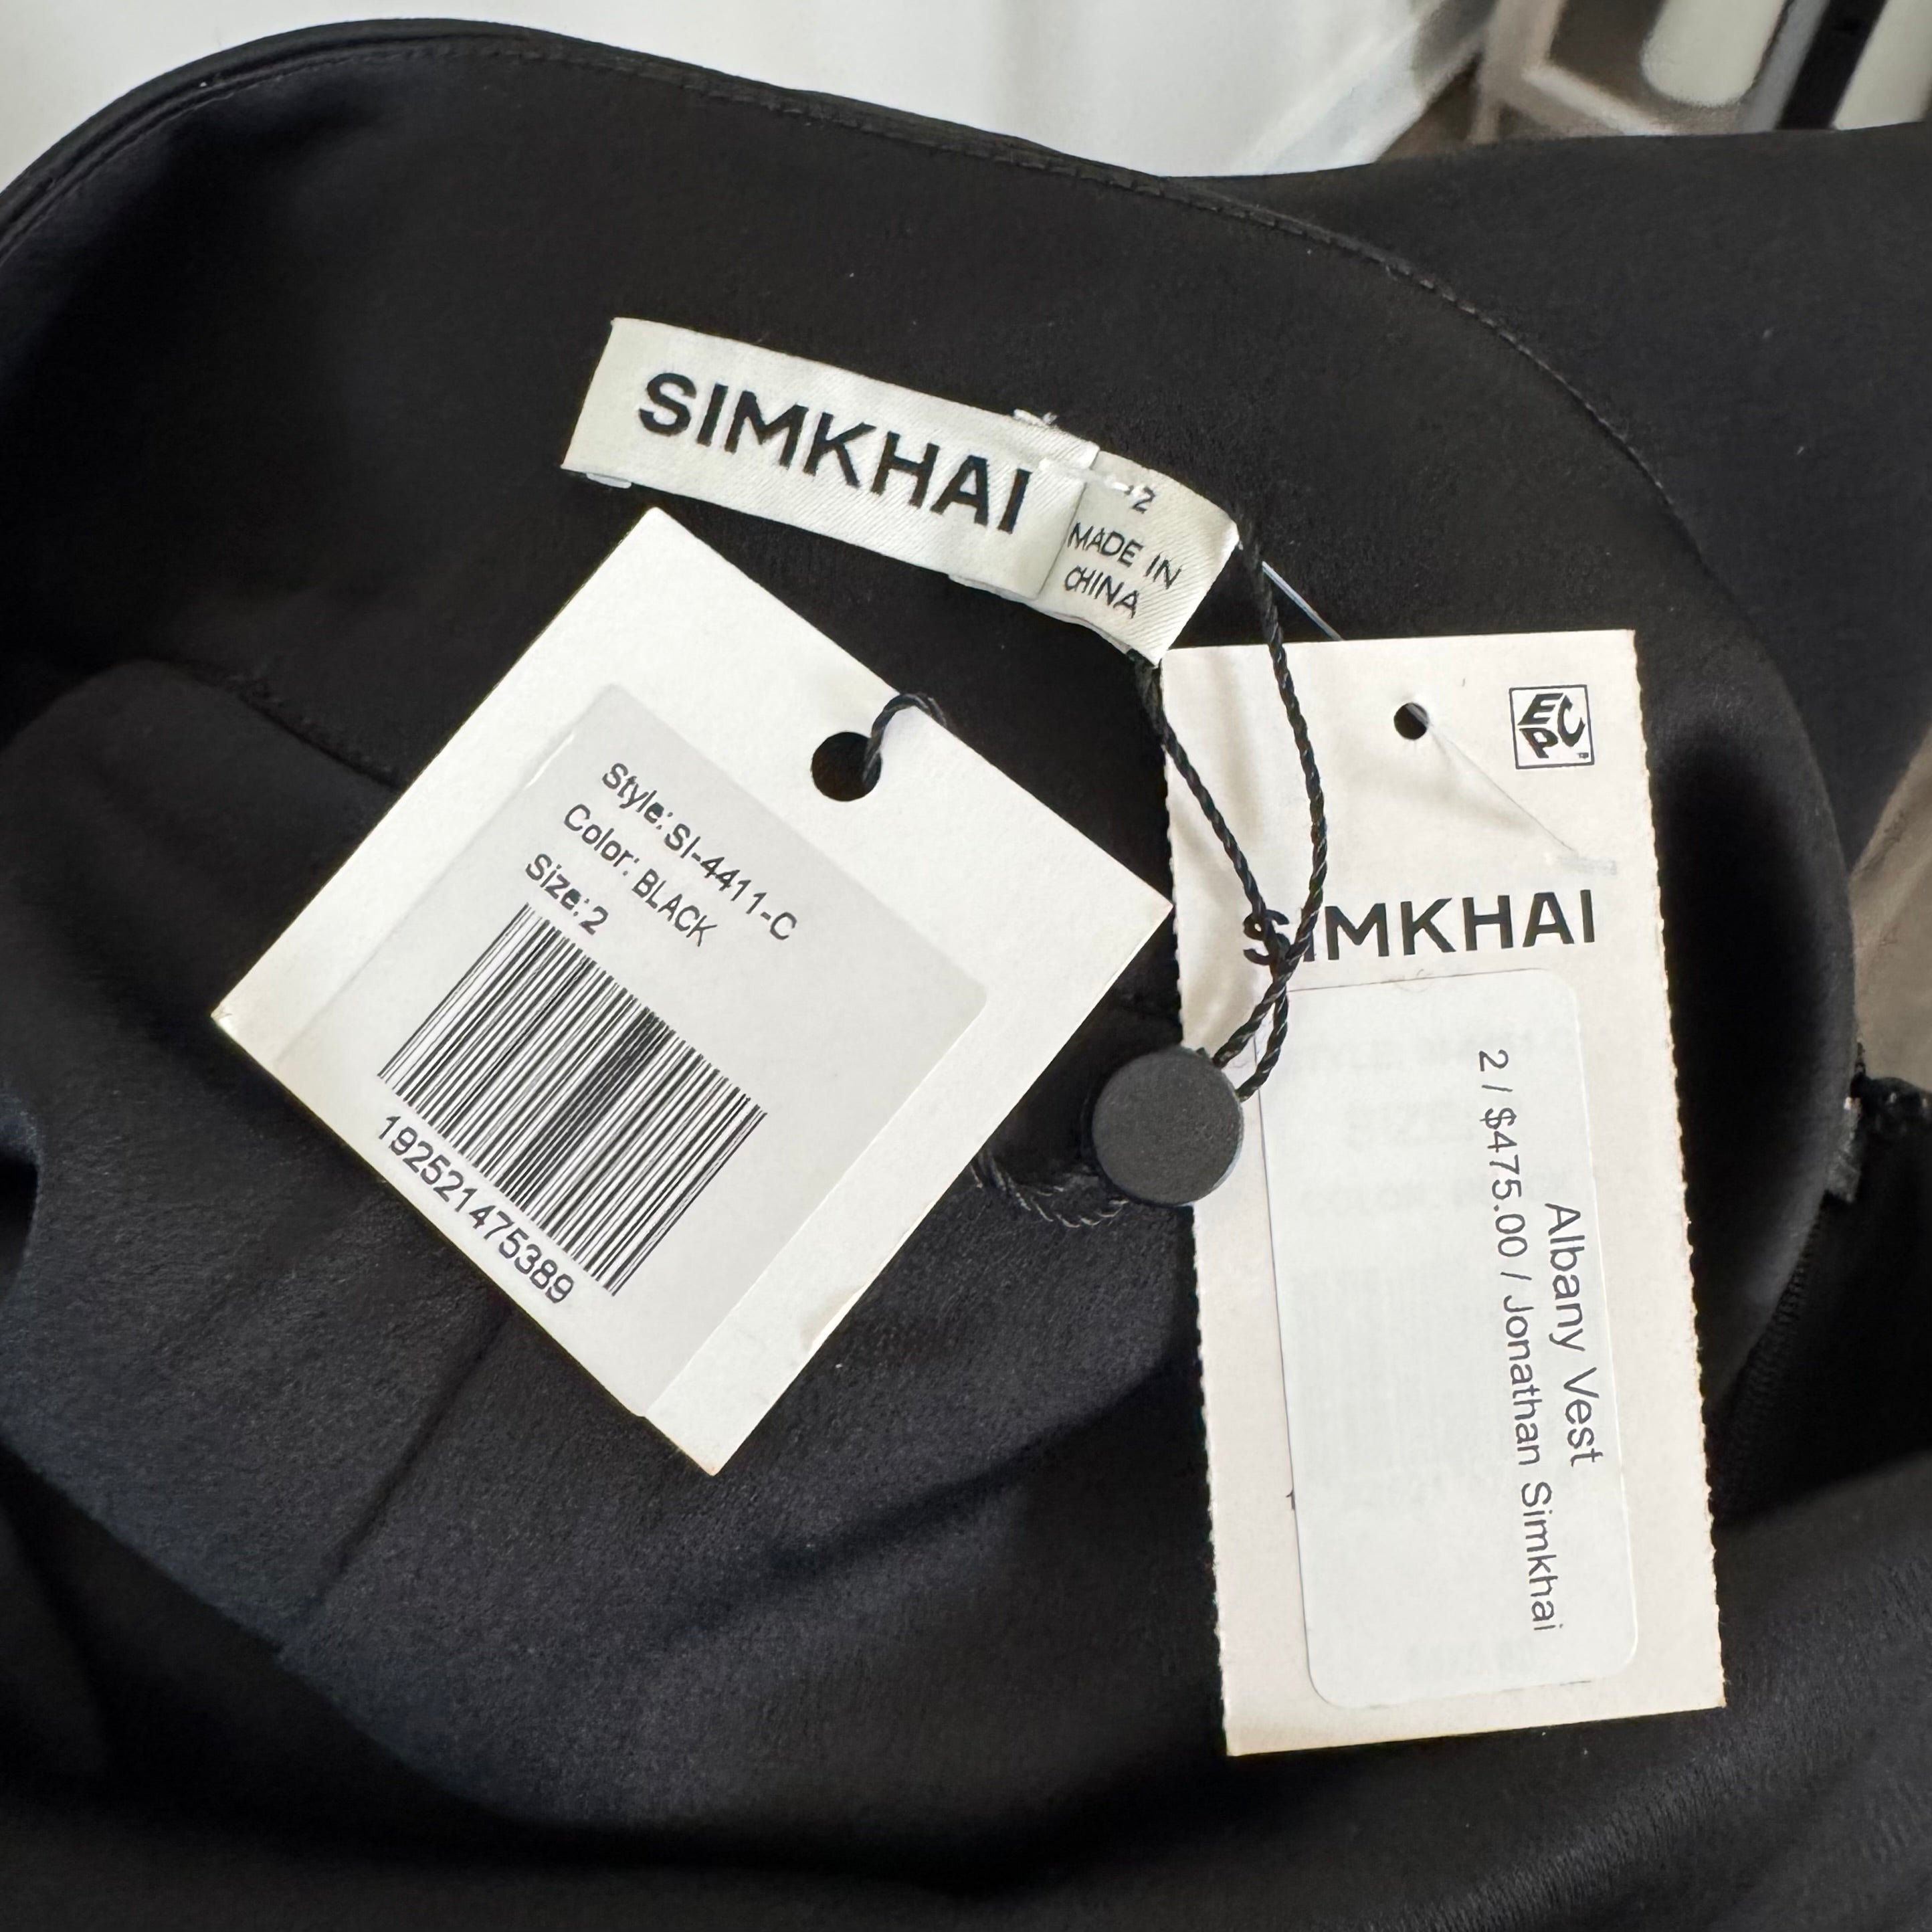 SIMKHAI
2
MADE IN
CHINA
Style: SI-4411-C
Color: BLACK
Size: 2
192521475389
ECP
SIMKHAI
Albany Vest
2 / $475.00 / Jonathan Simkhai